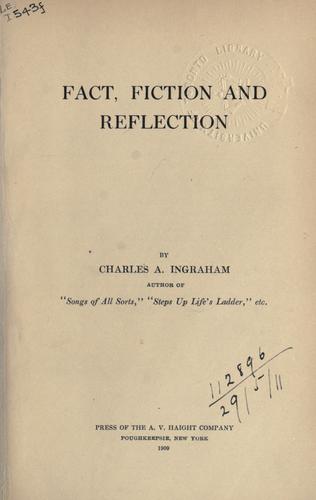 LE
I543f
FACT, FICTION AND
REFLECTION
BY
CHARLES A. INGRAHAM
AUTHOR OF
"Songs of All Sorts," "Steps Up Life's Ladder," etc.
112896
29/5/11
PRESS OF THE A. V. HAIGHT COMPANY
POUGHKEEPSIE, NEW YORK
1909